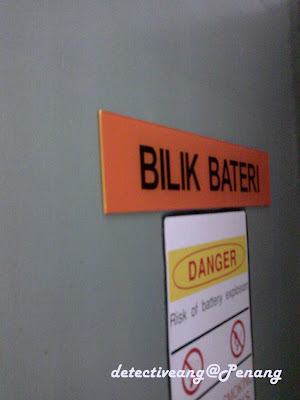 BILIK BATERI
DANGER
Risk of battery explosion
detectiveang@Penang